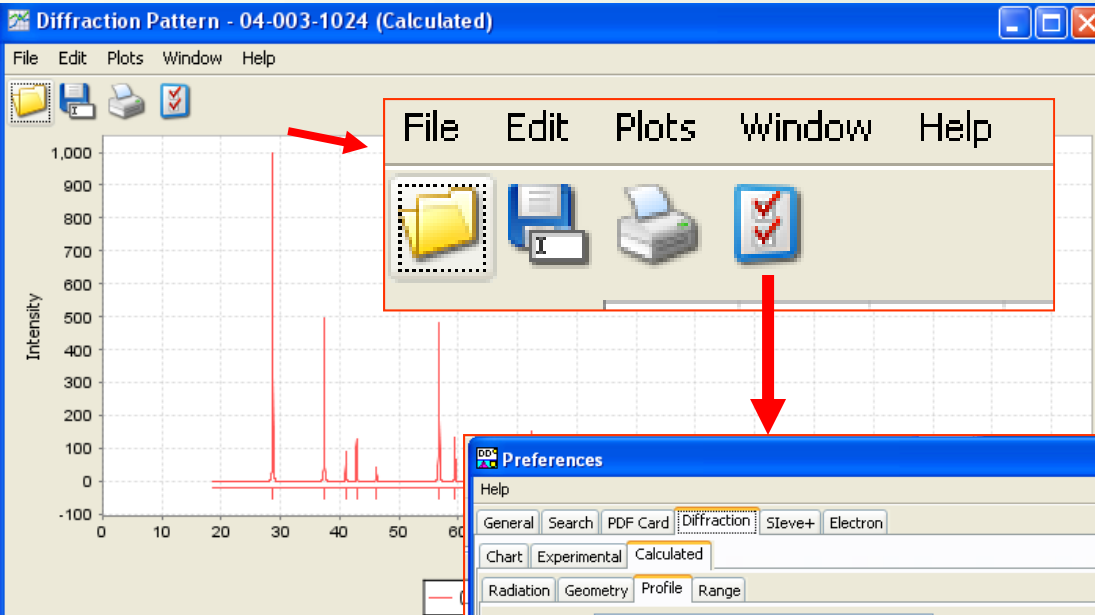 Diffraction Pattern - 04-003-1024 (Calculated)
File Edit Plots Window Help
File Edit Plots Window Help
1,000
900
800
700
600
500
400
300
200
100
0
-100
Intensity
0 10 20 30 40 50 60
Preferences
Help
General Search PDF Card Diffraction SIeve+ Electron
Chart Experimental Calculated
Radiation Geometry Profile Range